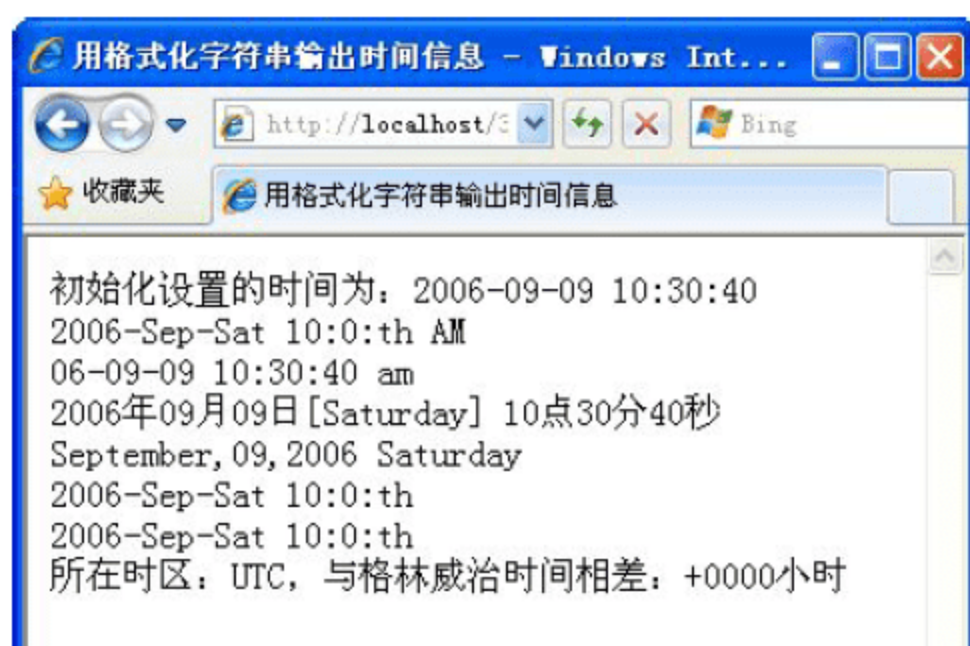 用格式化字符串输出时间信息 - Windows Int...
http://localhost/
Bing
收藏夹
用格式化字符串输出时间信息
初始化设置的时间为：2006-09-09 10:30:40
2006-Sep-Sat 10:0:th AM
06-09-09 10:30:40 am
2006年09月09日[Saturday] 10点30分40秒
September,09,2006 Saturday
2006-Sep-Sat 10:0:th
2006-Sep-Sat 10:0:th
所在时区：UTC，与格林威治时间相差：+0000小时